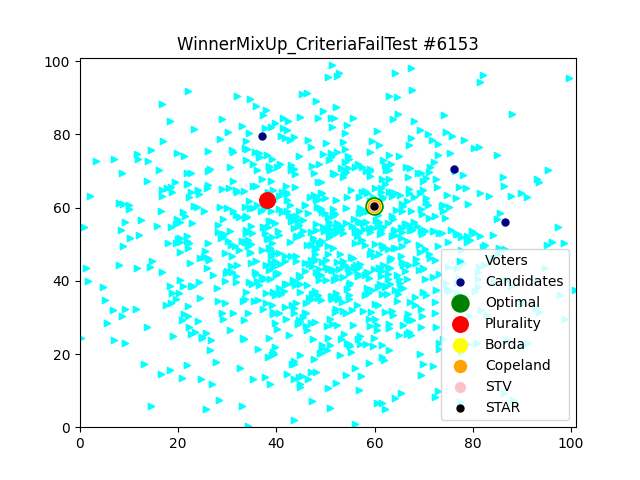 WinnerMixUp_CriteriaFailTest #6153
100
80
60
40
20
0
0 20 40 60 80 100
Voters
Candidates
Optimal
Plurality
Borda
Copeland
STV
STAR